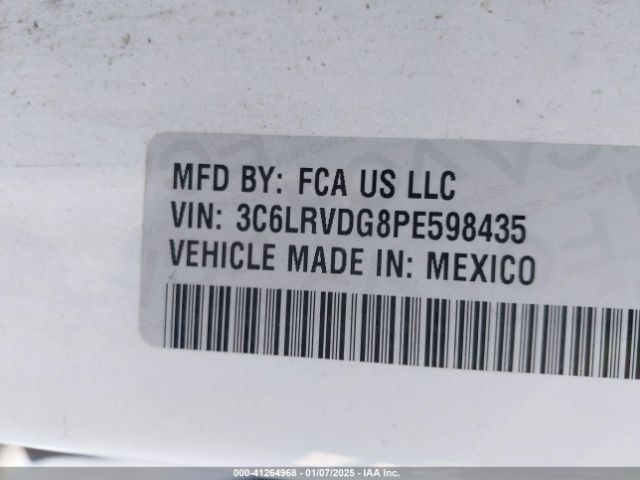 MFD BY: FCA US LLC
VIN: 3C6LRVDG8PE598435
VEHICLE MADE IN: MEXICO
000-41264968 - 01/07/2025 - IAA Inc.